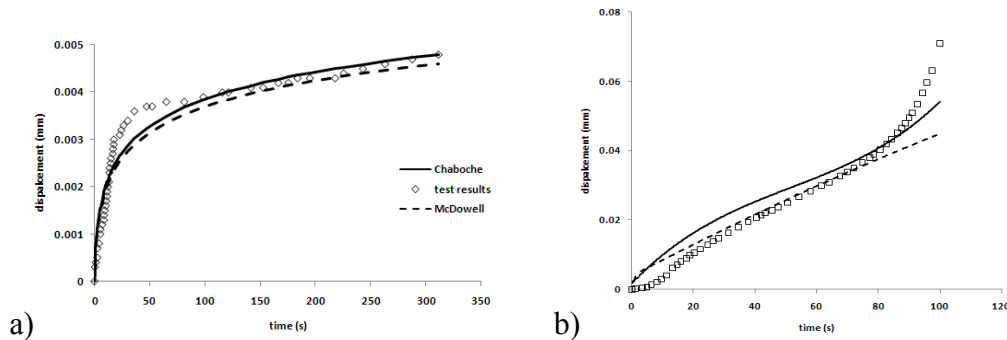 0.005
0.004
0.003
0.002
0.001
0
0 50 100 150 200 250 300 350
dispalcement (mm)
time (s)
Chaboche
test results
McDowell
a)
0.08
0.06
0.04
0.02
0
0 20 40 60 80 100 120
dispalcement (mm)
time (s)
b)